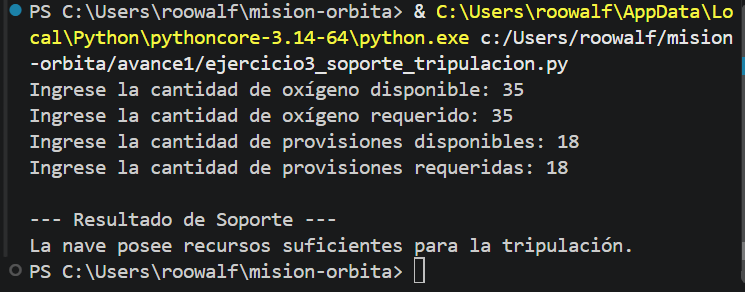 PS C:\Users\roowalf\mision-orbita> & C:\Users\roowalf\AppData\Lo
cal\Python\pythoncore-3.14-64\python.exe c:/Users/roowalf/mision
-orbita/avance1/ejercicio3_soporte_tripulacion.py
Ingrese la cantidad de oxígeno disponible: 35
Ingrese la cantidad de oxígeno requerido: 35
Ingrese la cantidad de provisiones disponibles: 18
Ingrese la cantidad de provisiones requeridas: 18

--- Resultado de Soporte ---
La nave posee recursos suficientes para la tripulación.
PS C:\Users\roowalf\mision-orbita>